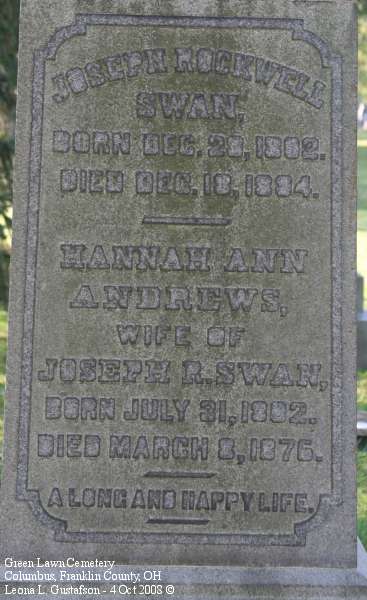 JOSEPH ROCKWELL
SWAN,
BORN DEC. 28, 1802.
DIED DEC. 18, 1884.
HANNAH ANN
ANDREWS,
WIFE OF
JOSEPH R. SWAN,
BORN JULY 31, 1802.
DIED MARCH 8, 1876.
A LONG AND HAPPY LIFE.
Green Lawn Cemetery
Columbus, Franklin County, OH
Leona L. Gustafson - 4 Oct 2008 ©